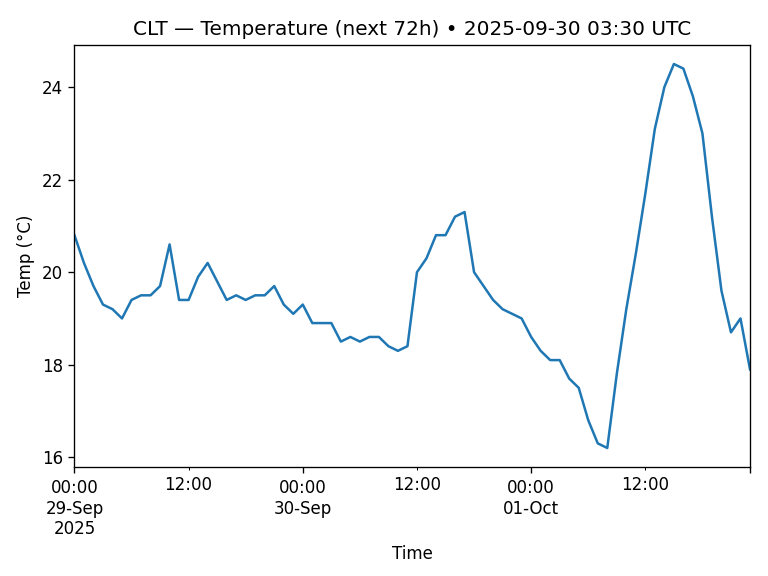 CLT — Temperature (next 72h) • 2025-09-30 03:30 UTC
Temp (°C)
24
22
20
18
16
00:00 12:00 00:00 12:00 00:00 12:00
29-Sep 30-Sep 01-Oct
2025
Time